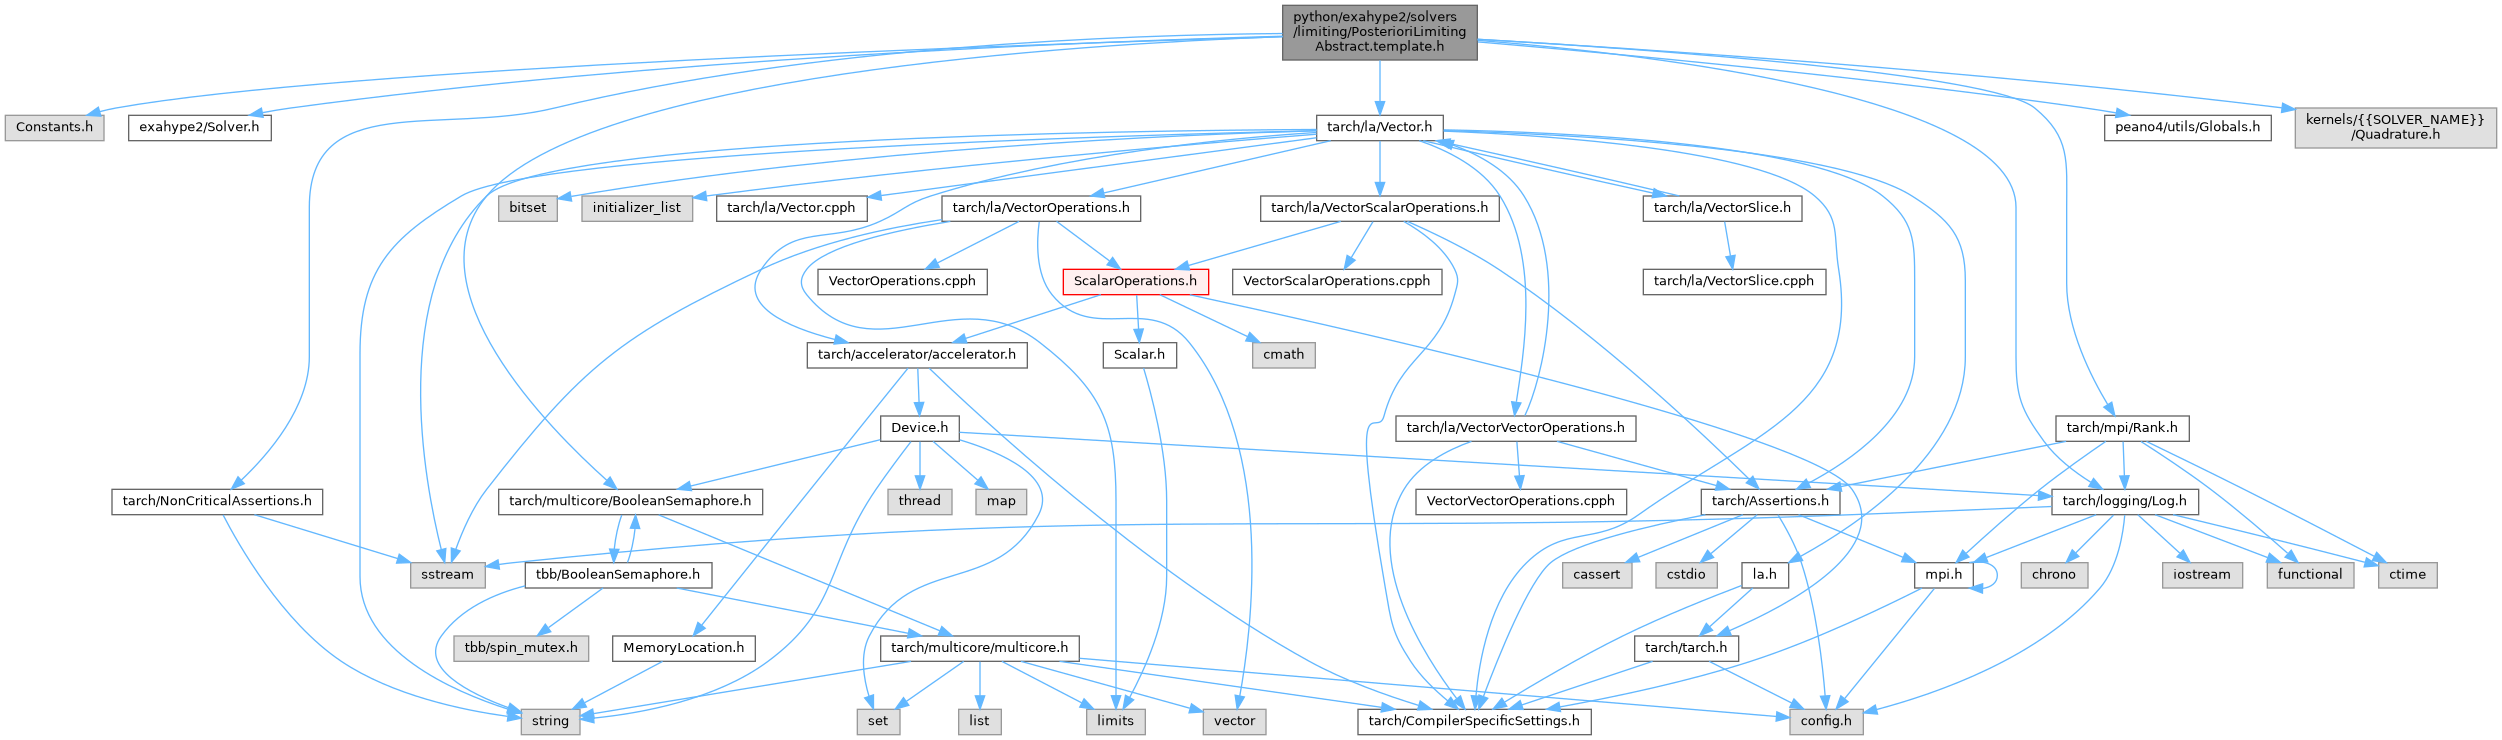 python/exahype2/solvers
/limiting/PosterioriLimiting
Abstract.template.h
Constants.h
exahype2/Solver.h
tarch/la/Vector.h
peano4/utils/Globals.h
kernels/{{SOLVER_NAME}}
/Quadrature.h
bitset
initializer_list
tarch/la/Vector.cpph
tarch/la/VectorOperations.h
tarch/la/VectorScalarOperations.h
tarch/la/VectorSlice.h
VectorOperations.cpph
ScalarOperations.h
VectorScalarOperations.cpph
tarch/la/VectorSlice.cpph
tarch/accelerator/accelerator.h
Scalar.h
cmath
Device.h
tarch/la/VectorVectorOperations.h
tarch/mpi/Rank.h
tarch/NonCriticalAssertions.h
tarch/multicore/BooleanSemaphore.h
thread
map
VectorVectorOperations.cpph
tarch/Assertions.h
tarch/logging/Log.h
sstream
tbb/BooleanSemaphore.h
cassert
cstdio
la.h
mpi.h
chrono
iostream
functional
ctime
tbb/spin_mutex.h
MemoryLocation.h
tarch/multicore/multicore.h
tarch/tarch.h
string
set
list
limits
vector
tarch/CompilerSpecificSettings.h
config.h